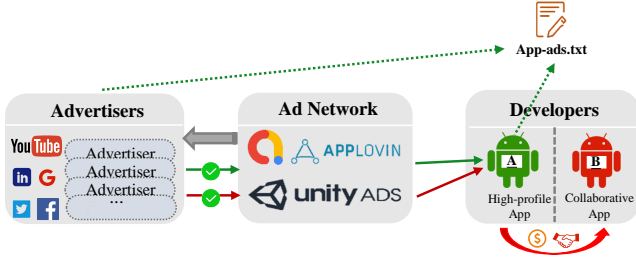 App-ads.txt
Advertisers
YouTube
in
G
f
Advertiser
Advertiser
Advertiser
...
Ad Network
APPLOVIN
unity ADS
Developers
A
B
High-profile
App
Collaborative
App
$